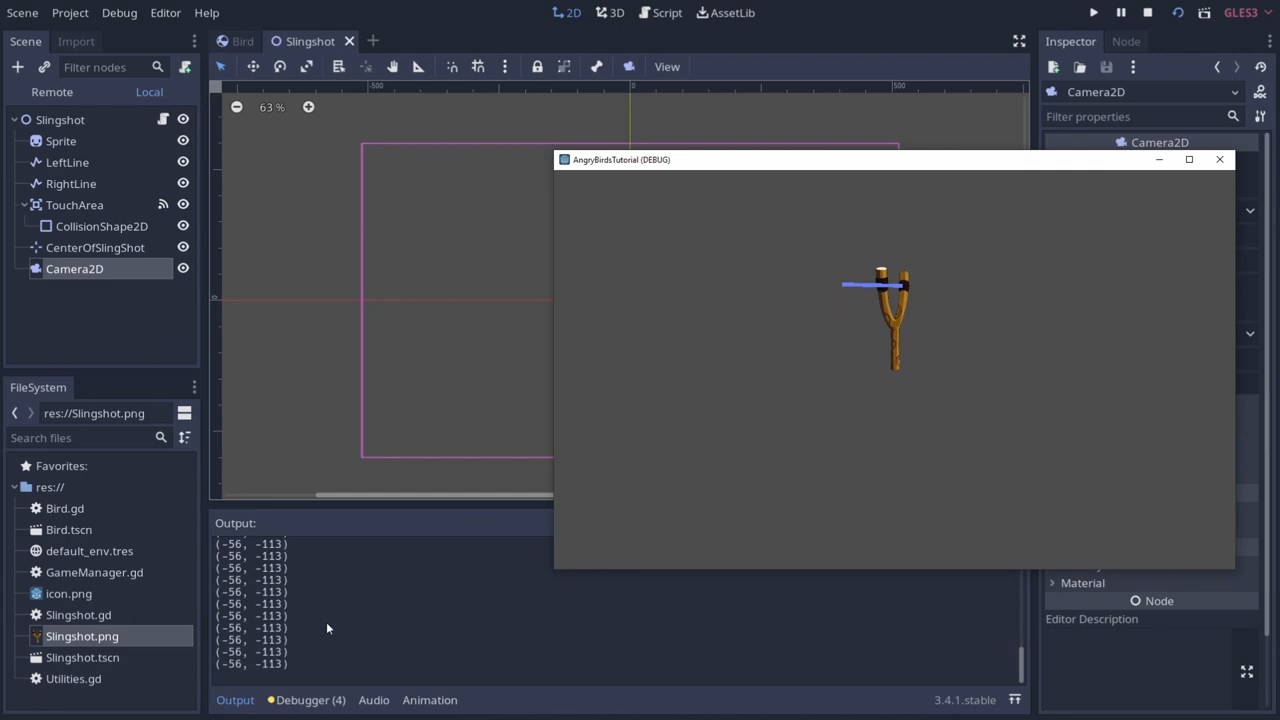 Scene Project Debug Editor Help
2D 3D Script AssetLib
GLES3
Scene Import
Bird Slingshot
Inspector Node
Filter nodes
View
Remote Local
Camera2D
Filter properties
Camera2D
-500 0 500
63 %
0
Slingshot
Sprite
LeftLine
RightLine
TouchArea
CollisionShape2D
CenterOfSlingShot
Camera2D
AngryBirdsTutorial (DEBUG)
FileSystem
res://Slingshot.png
Search files
Favorites:
res://
Bird.gd
Bird.tscn
default_env.tres
GameManager.gd
icon.png
Slingshot.gd
Slingshot.png
Slingshot.tscn
Utilities.gd
Output:
(-56, -113)
(-56, -113)
(-56, -113)
(-56, -113)
(-56, -113)
(-56, -113)
(-56, -113)
(-56, -113)
(-56, -113)
(-56, -113)
(-56, -113)
Output Debugger (4) Audio Animation
3.4.1.stable
Material
Node
Editor Description